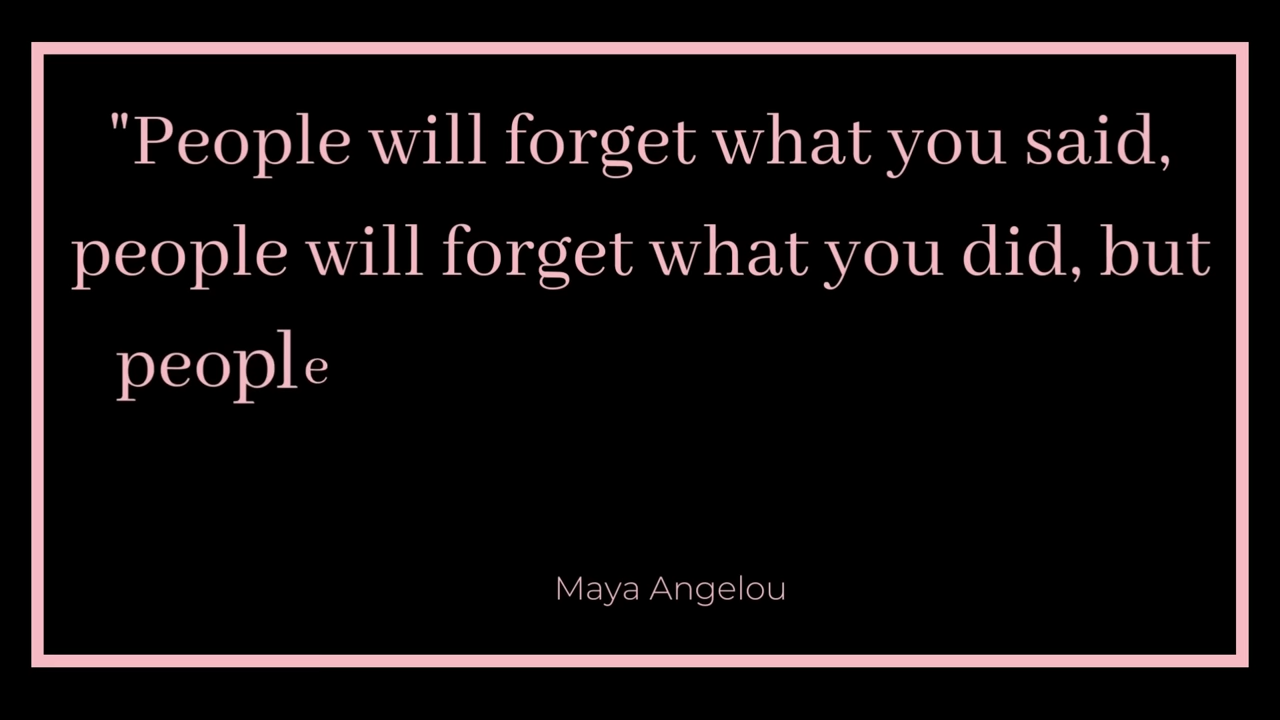 "People will forget what you said,
people will forget what you did, but
people
Maya Angelou